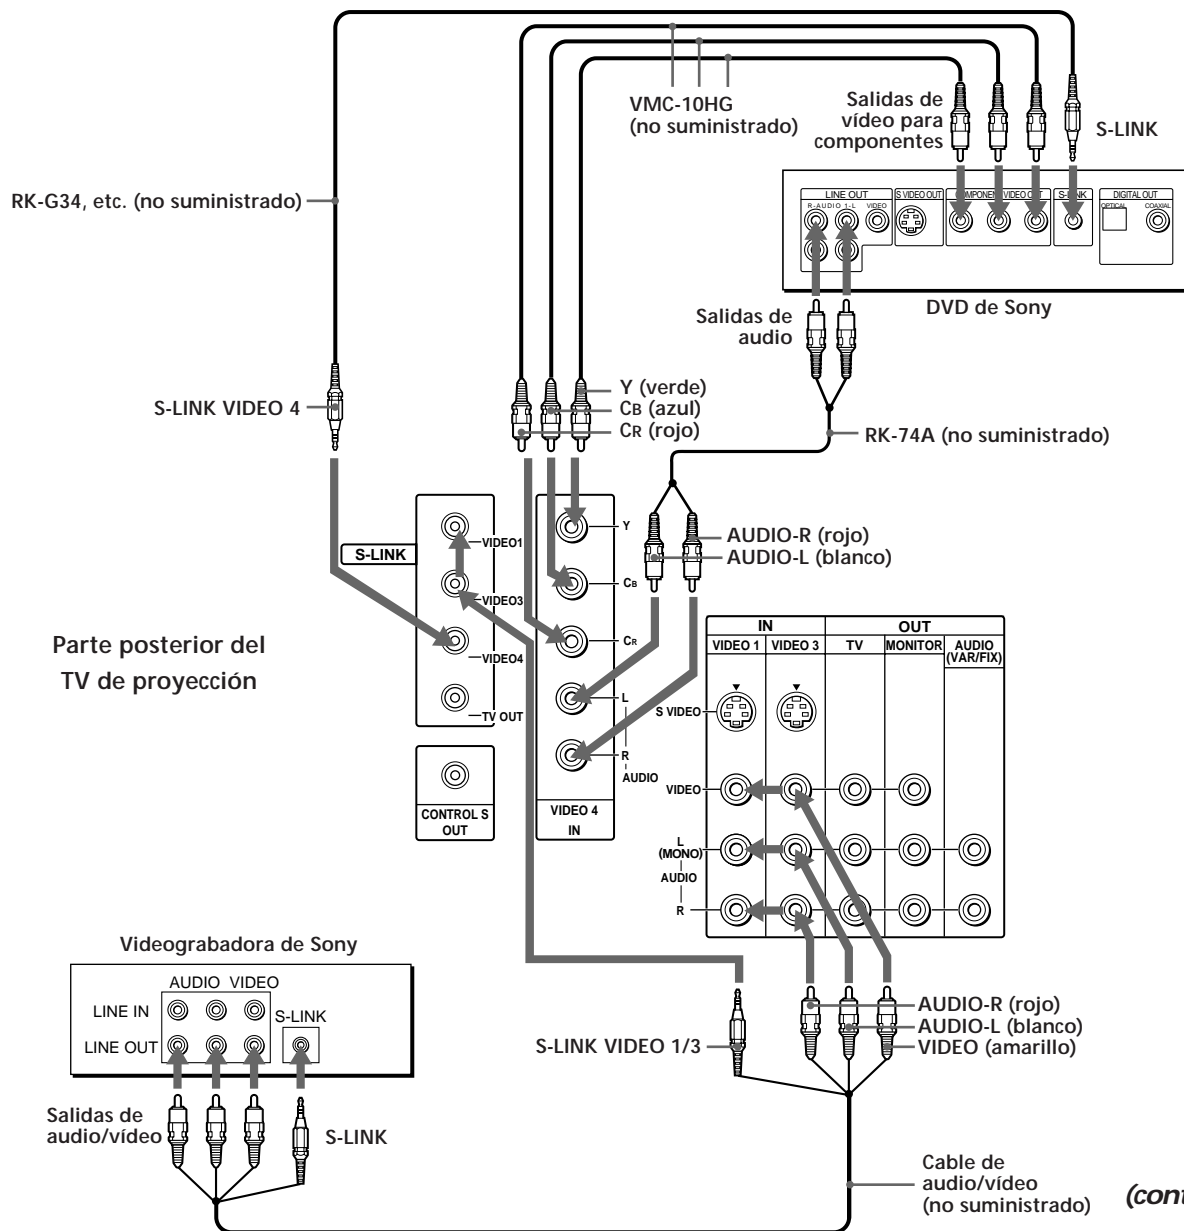 VMC-10HG
(no suministrado)
Salidas de
vídeo para
componentes
S-LINK
RK-G34, etc. (no suministrado)
LINE OUT
R-AUDIO 1-L
VIDEO
S VIDEO OUT
COMPONENT VIDEO OUT
S-LINK
DIGITAL OUT
OPTICAL
COAXIAL
DVD de Sony
Salidas de
audio
S-LINK VIDEO 4
Y (verde)
CB (azul)
CR (rojo)
RK-74A (no suministrado)
AUDIO-R (rojo)
AUDIO-L (blanco)
S-LINK
VIDEO1
VIDEO3
VIDEO4
TV OUT
CONTROL S
OUT
Y
CB
CR
L
R
AUDIO
VIDEO 4
IN
Parte posterior del
TV de proyección
IN
OUT
VIDEO 1
VIDEO 3
TV
MONITOR
AUDIO
(VAR/FIX)
S VIDEO
VIDEO
L
(MONO)
AUDIO
R
Videograbadora de Sony
AUDIO VIDEO
LINE IN
S-LINK
LINE OUT
AUDIO-R (rojo)
AUDIO-L (blanco)
VIDEO (amarillo)
S-LINK VIDEO 1/3
Salidas de
audio/vídeo
S-LINK
Cable de
audio/vídeo
(no suministrado)
(cont